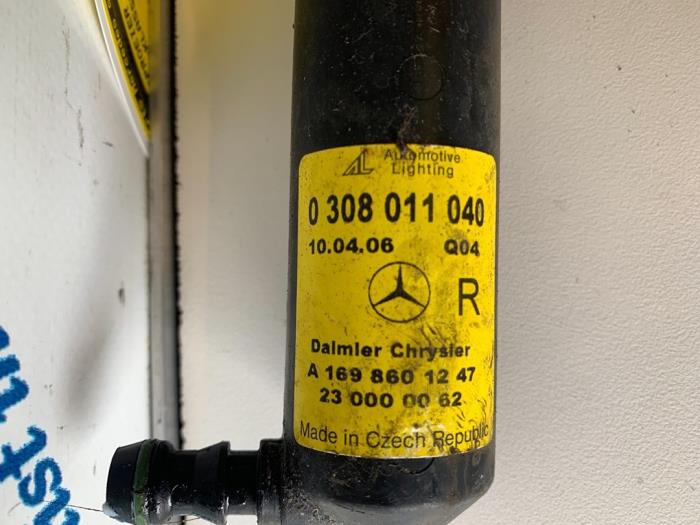 AL Automotive
Lighting
0 308 011 040
10.04.06 Q04
R
Daimler Chrysler
A 169 860 12 47
23 000 00 62
Made in Czech Republic